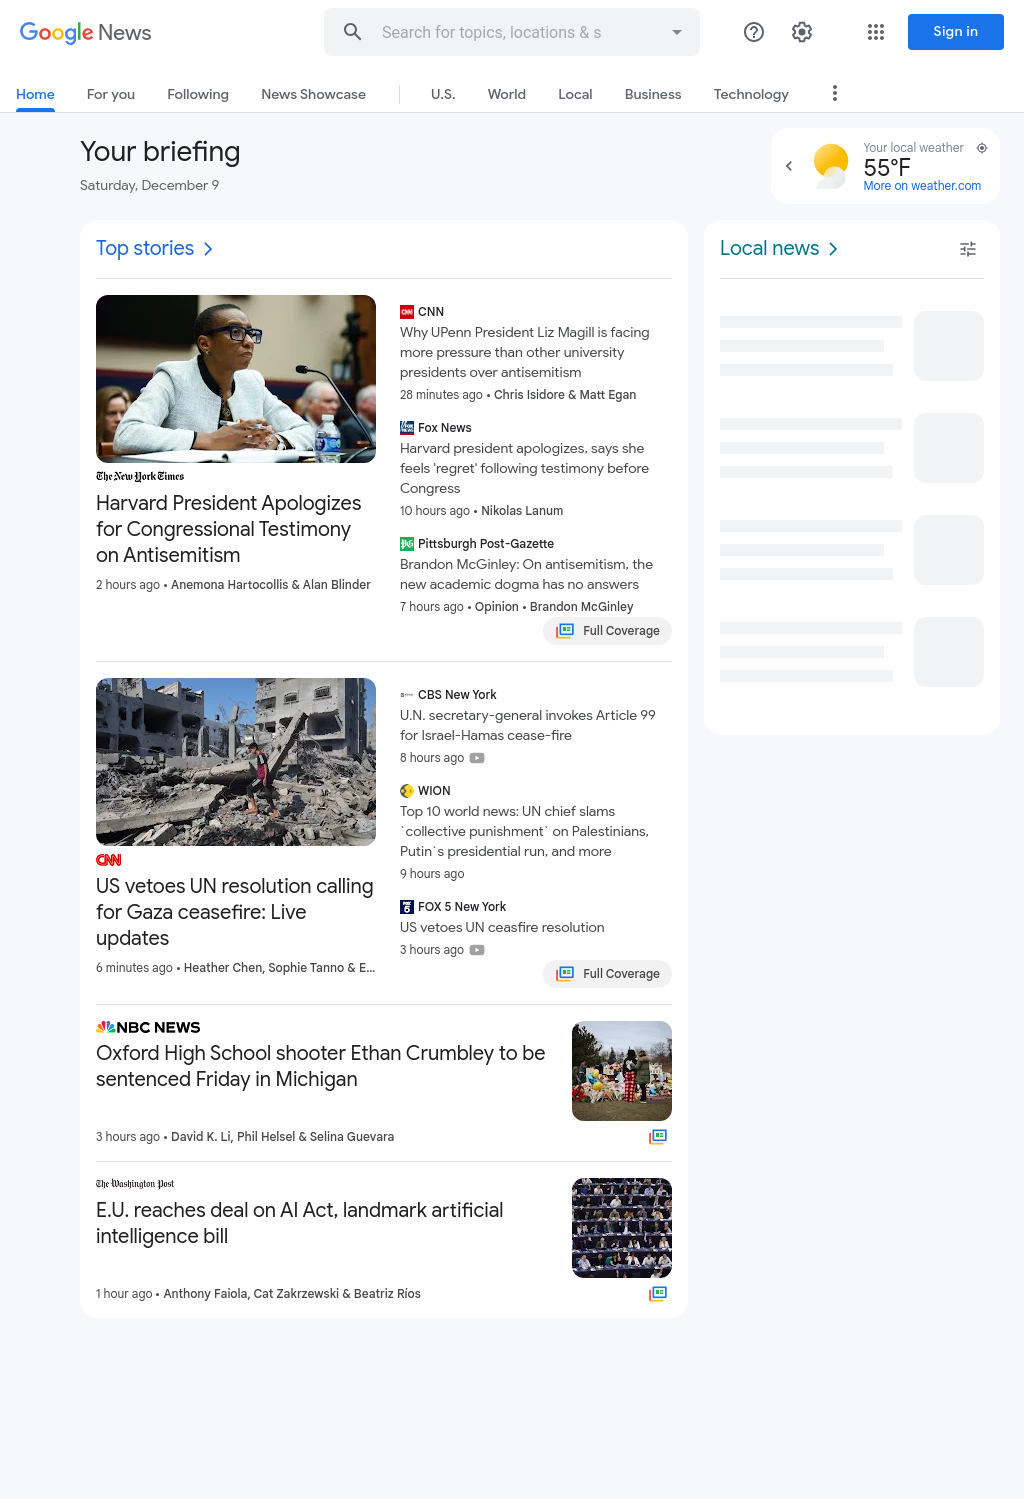 Google News
Search for topics, locations & s
Sign in
Home
For you
Following
News Showcase
U.S.
World
Local
Business
Technology
Your briefing
Saturday, December 9
Your local weather
55°F
More on weather.com
Top stories
The New York Times
Harvard President Apologizes
for Congressional Testimony
on Antisemitism
2 hours ago • Anemona Hartocollis & Alan Blinder
CNN
Why UPenn President Liz Magill is facing
more pressure than other university
presidents over antisemitism
28 minutes ago • Chris Isidore & Matt Egan
Fox News
Harvard president apologizes, says she
feels 'regret' following testimony before
Congress
10 hours ago • Nikolas Lanum
PG Pittsburgh Post-Gazette
Brandon McGinley: On antisemitism, the
new academic dogma has no answers
7 hours ago • Opinion • Brandon McGinley
Full Coverage
CNN
US vetoes UN resolution calling
for Gaza ceasefire: Live
updates
6 minutes ago • Heather Chen, Sophie Tanno & E...
CBS New York
U.N. secretary-general invokes Article 99
for Israel-Hamas cease-fire
8 hours ago
WION
Top 10 world news: UN chief slams
`collective punishment` on Palestinians,
Putin`s presidential run, and more
9 hours ago
FOX 5 New York
US vetoes UN ceasfire resolution
3 hours ago
Full Coverage
NBC NEWS
Oxford High School shooter Ethan Crumbley to be
sentenced Friday in Michigan
3 hours ago • David K. Li, Phil Helsel & Selina Guevara
The Washington Post
E.U. reaches deal on AI Act, landmark artificial
intelligence bill
1 hour ago • Anthony Faiola, Cat Zakrzewski & Beatriz Ríos
Local news